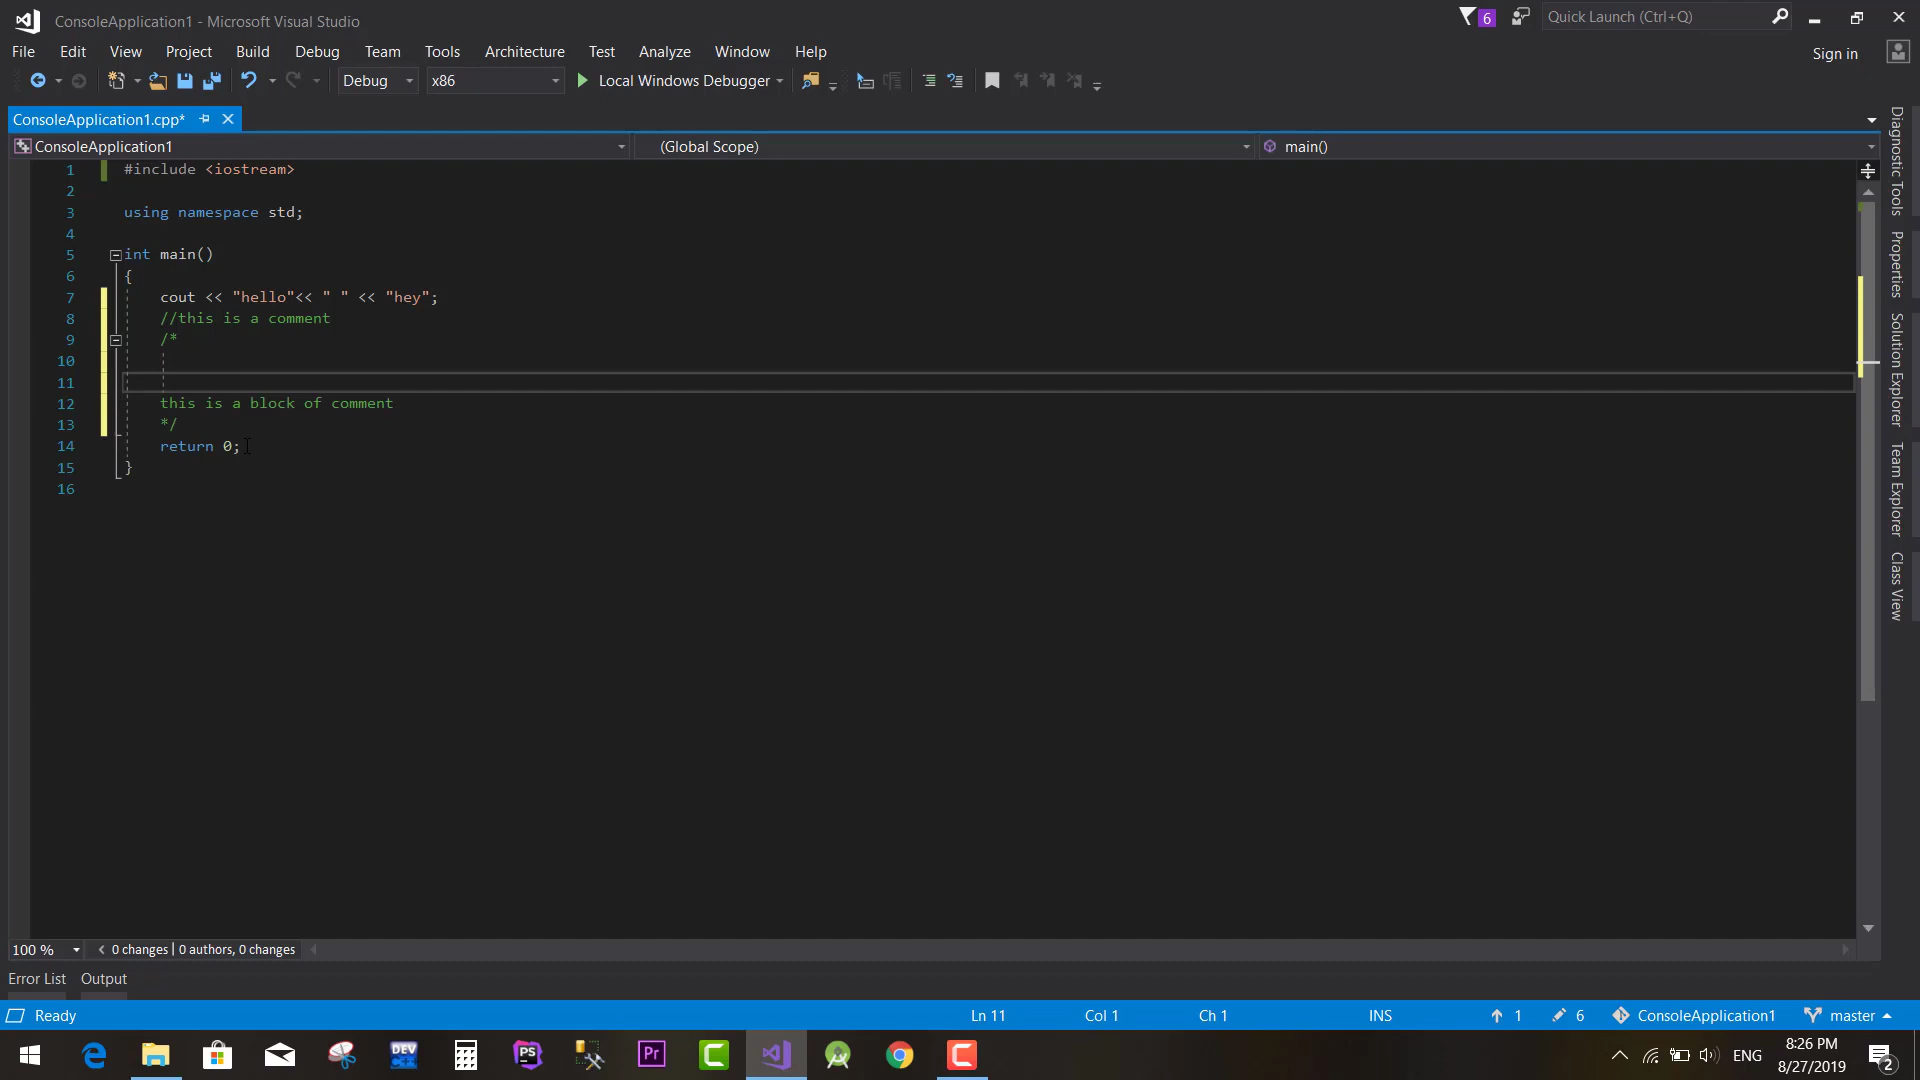 ConsoleApplication1 - Microsoft Visual Studio
6
Quick Launch (Ctrl+Q)
File Edit View Project Build Debug Team Tools Architecture Test Analyze Window Help
Sign in
Debug x86 Local Windows Debugger
ConsoleApplication1.cpp*
ConsoleApplication1 (Global Scope) main()
1 #include <iostream>
2
3 using namespace std;
4
5 int main()
6 {
7 cout << "hello"<< " " << "hey";
8 //this is a comment
9 /*
10
11
12 this is a block of comment
13 */
14 return 0;
15 }
16
Diagnostic Tools
Properties
Solution Explorer
Team Explorer
Class View
100 % 0 changes | 0 authors, 0 changes
Error List Output
Ready Ln 11 Col 1 Ch 1 INS 1 6 ConsoleApplication1 master
DEV C++ PS Pr C C
ENG
8:26 PM
8/27/2019
2